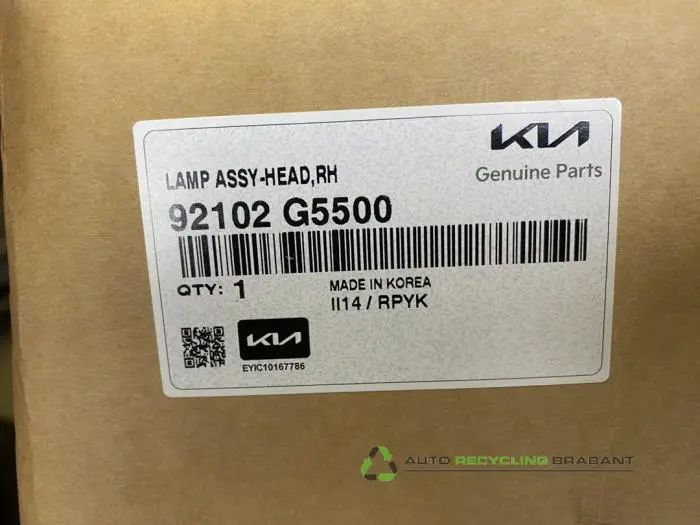 KIA
Genuine Parts
LAMP ASSY-HEAD,RH
92102 G5500
QTY: 1
MADE IN KOREA
II14 / RPYK
KIA
EYIC10167786
AUTO RECYCLING BRABANT